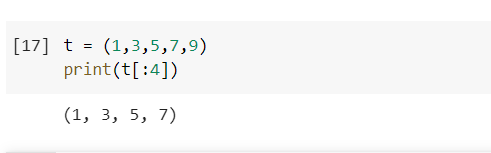 [17] t = (1,3,5,7,9)
print(t[:4])
(1, 3, 5, 7)